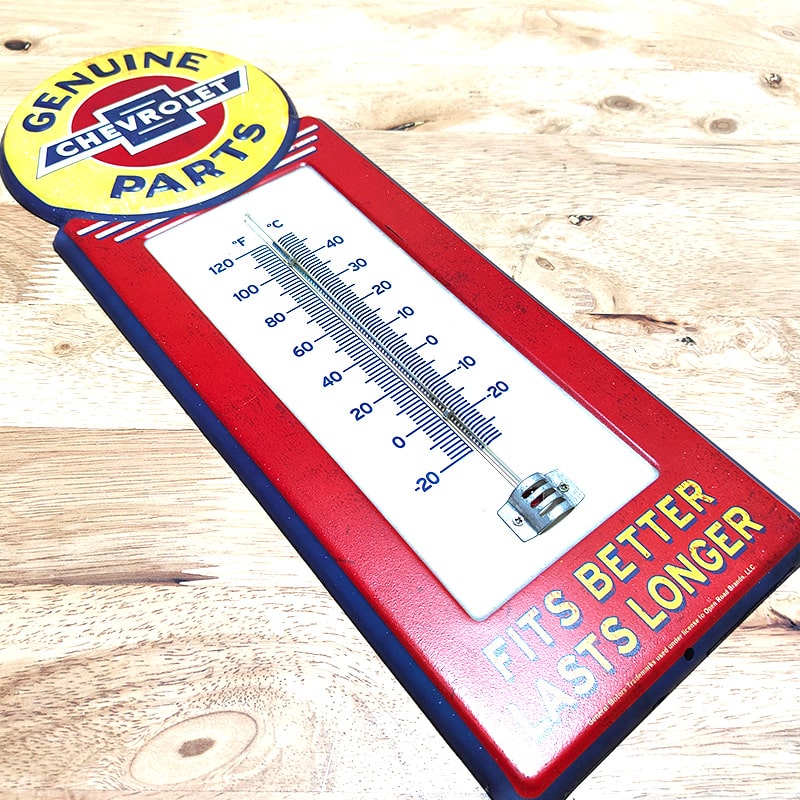 GENUINE
CHEVROLET
PARTS
°F °C
120 40
100 30
80 20
60 10
40 0
20 -10
0 -20
-20
FITS BETTER
LASTS LONGER
General Motors Trademarks used under license to Open Road Brands, LLC